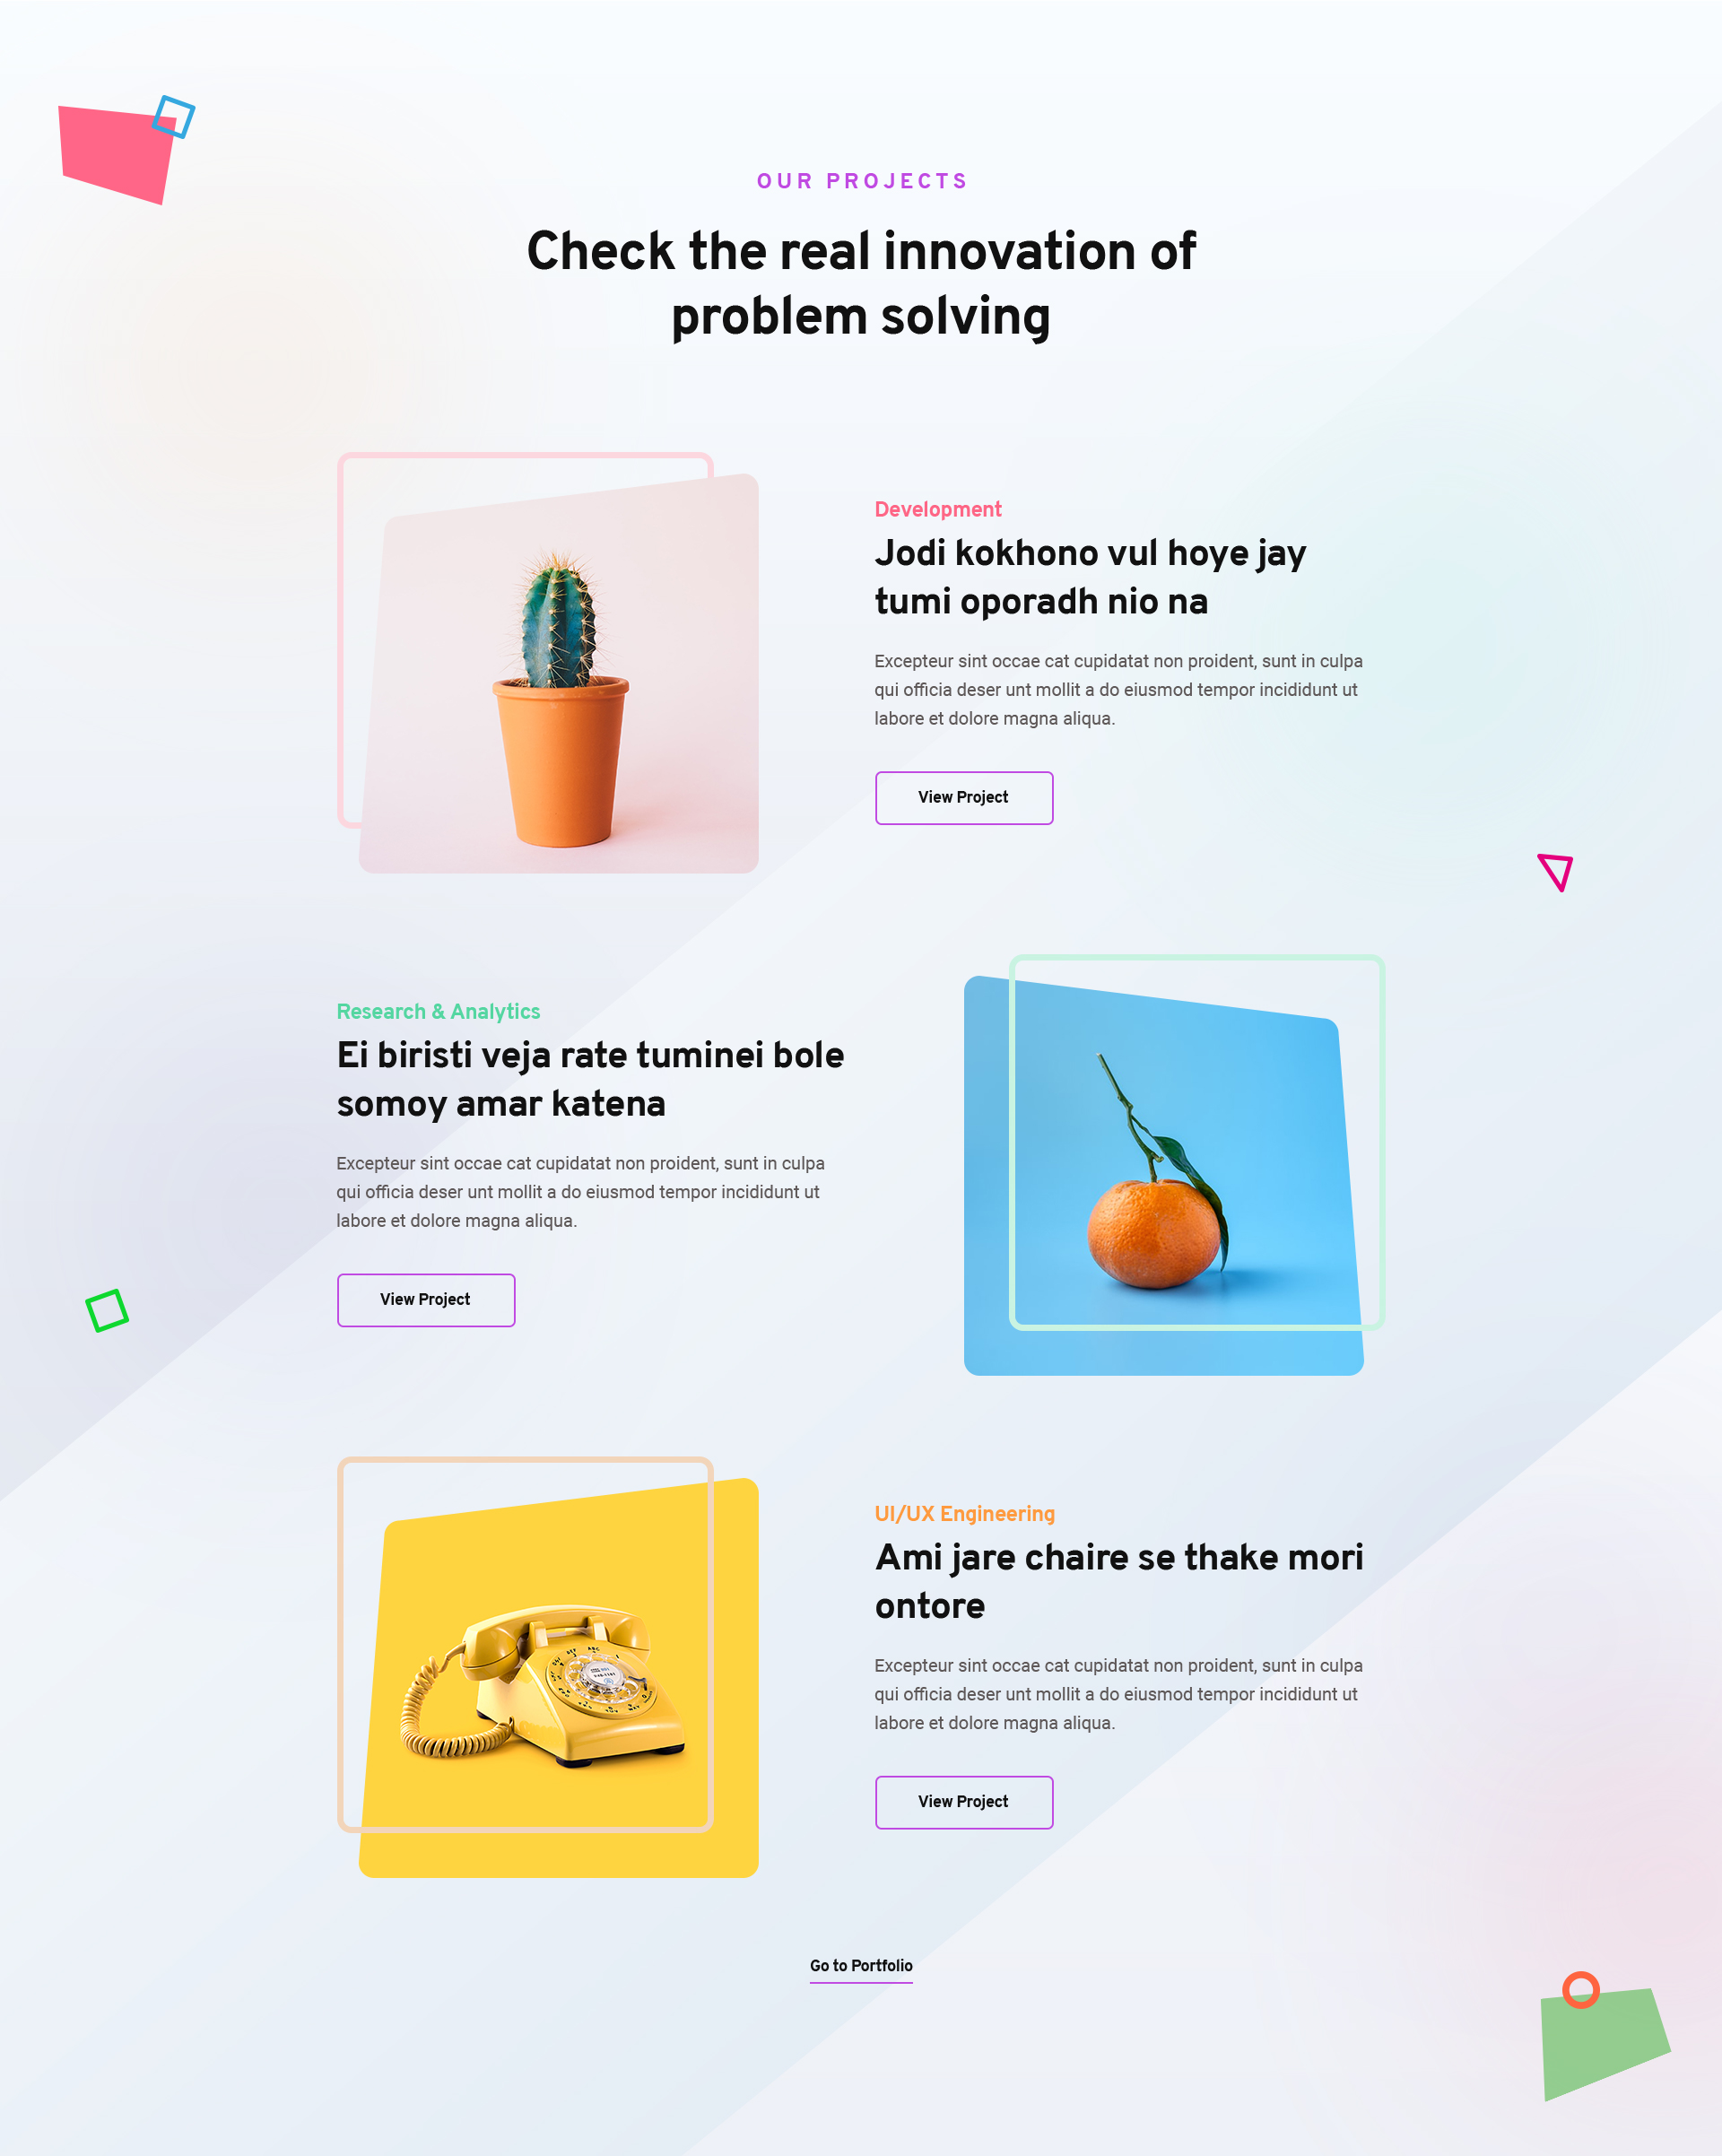 OUR PROJECTS
Check the real innovation of
problem solving
Development
Jodi kokhono vul hoye jay
tumi oporadh nio na
Excepteur sint occae cat cupidatat non proident, sunt in culpa
qui officia deser unt mollit a do eiusmod tempor incididunt ut
labore et dolore magna aliqua.
View Project
Research & Analytics
Ei biristi veja rate tuminei bole
somoy amar katena
Excepteur sint occae cat cupidatat non proident, sunt in culpa
qui officia deser unt mollit a do eiusmod tempor incididunt ut
labore et dolore magna aliqua.
View Project
UI/UX Engineering
Ami jare chaire se thake mori
ontore
Excepteur sint occae cat cupidatat non proident, sunt in culpa
qui officia deser unt mollit a do eiusmod tempor incididunt ut
labore et dolore magna aliqua.
View Project
Go to Portfolio